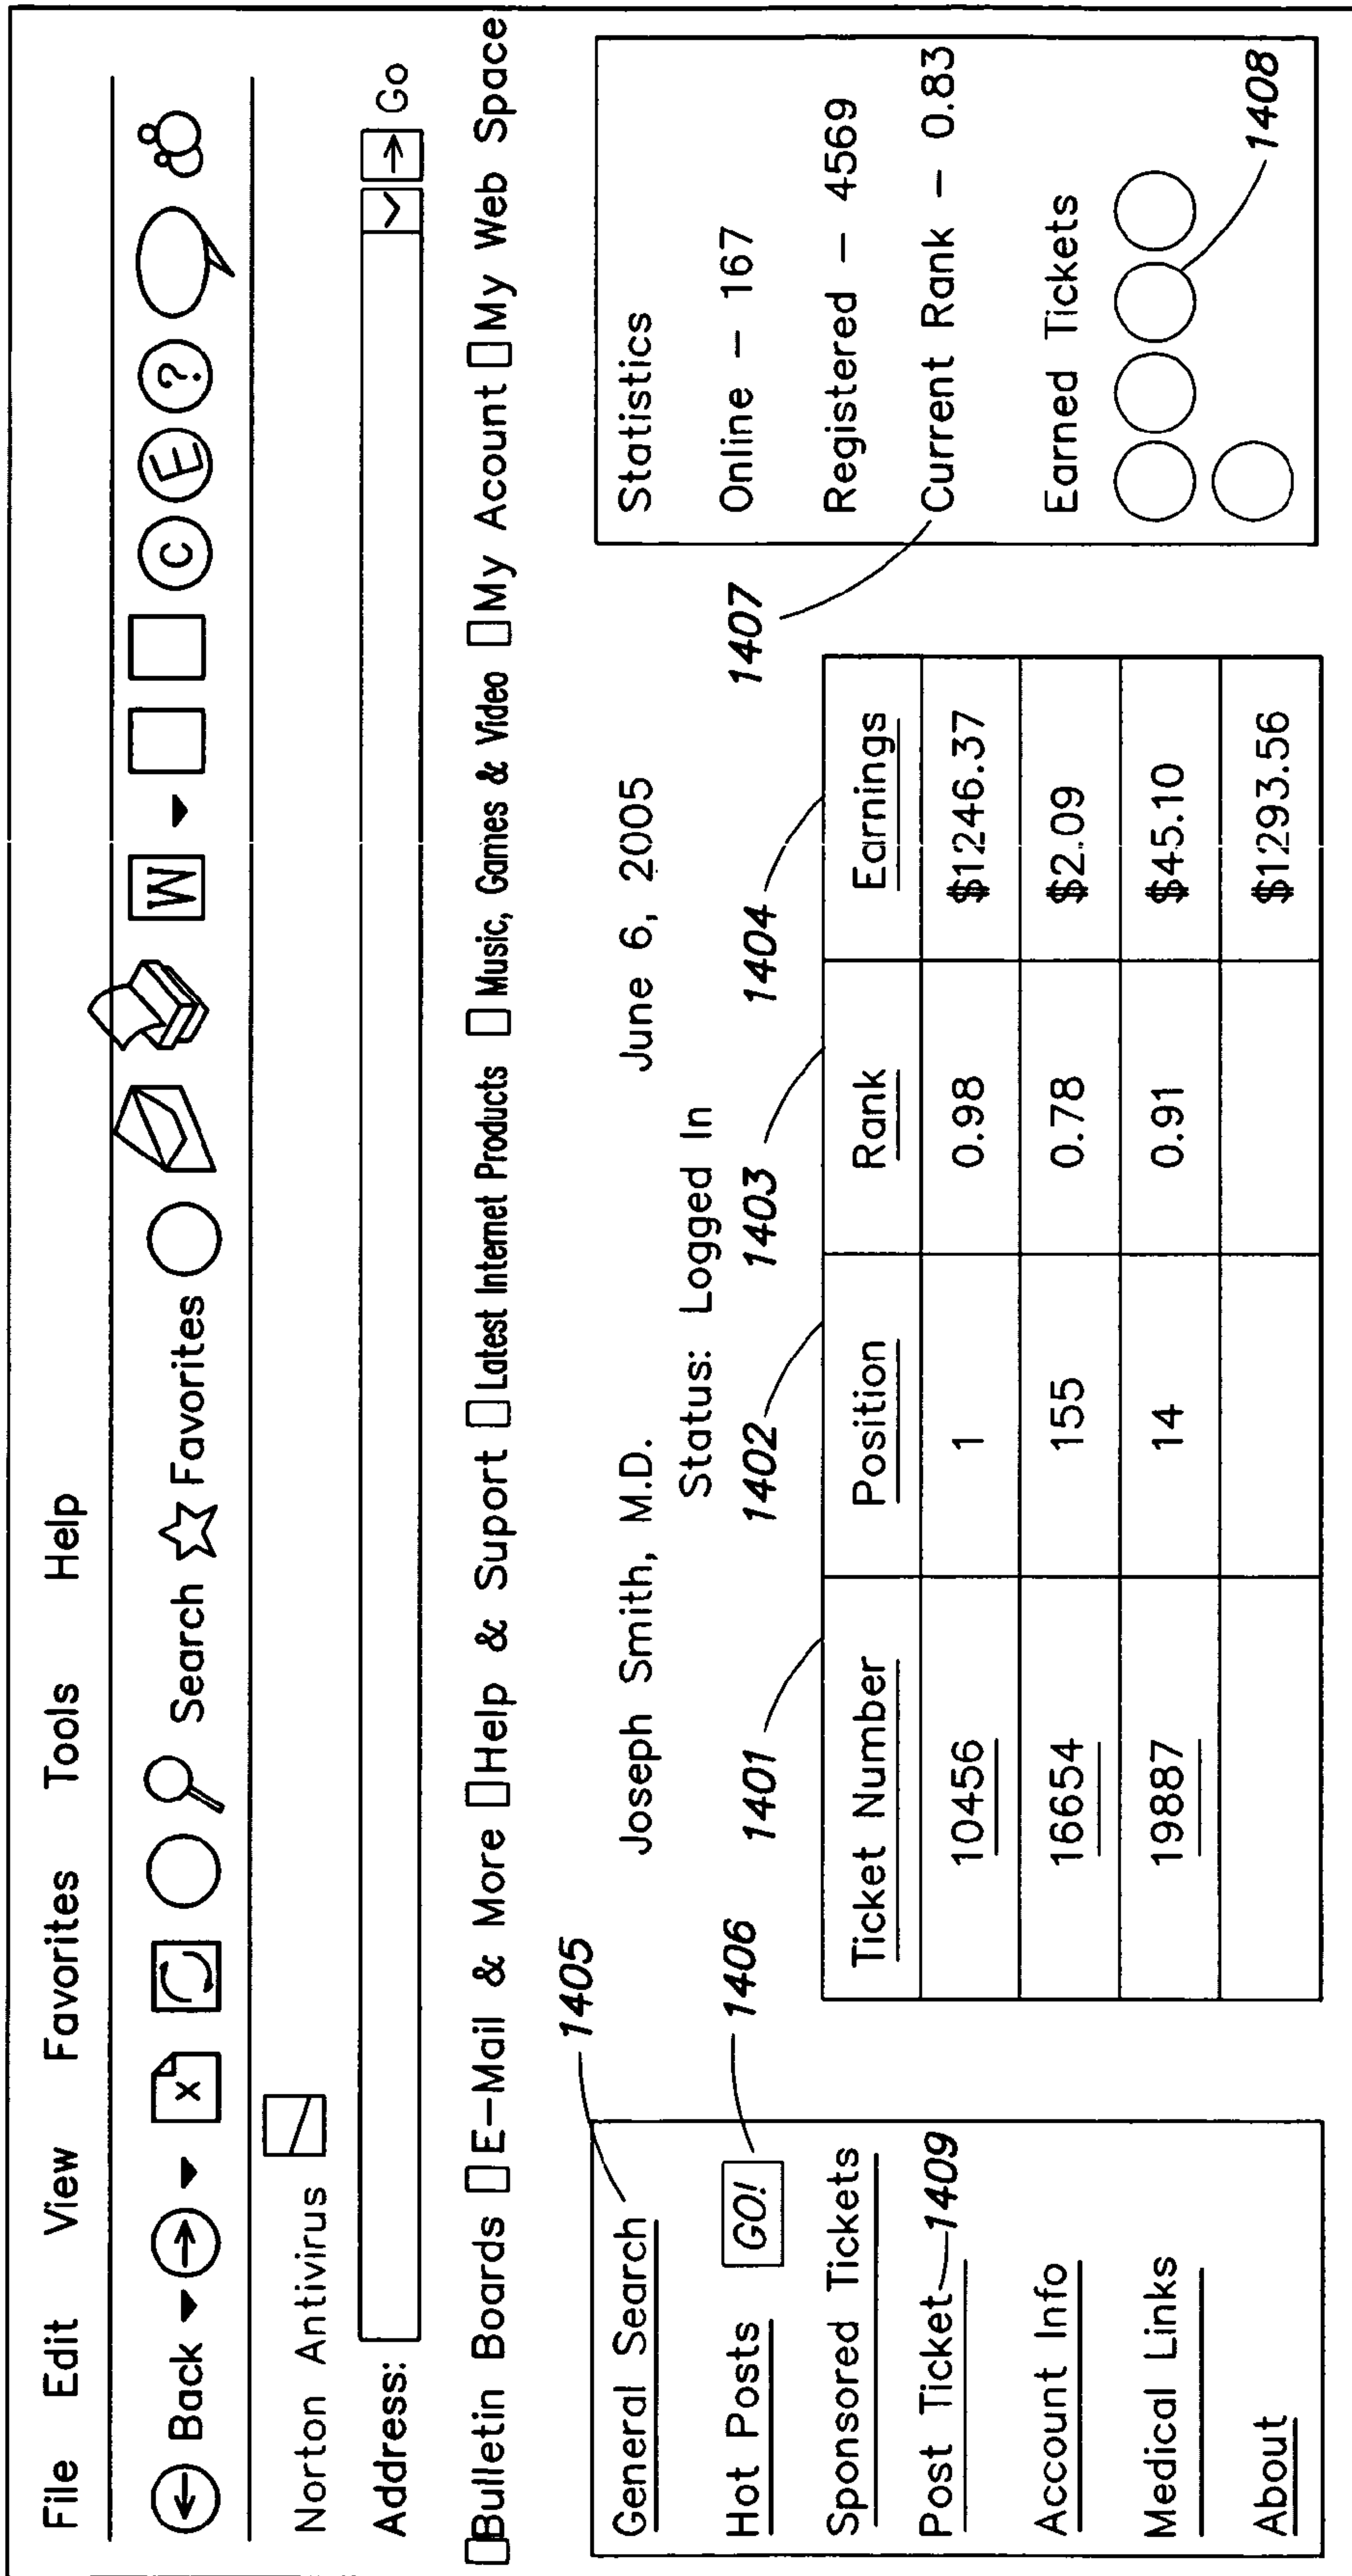 File Edit View Favorites Tools Help
Back X Search Favorites W C E ?
Norton Antivirus
Address: Go
Bulletin Boards E-Mail & More Help & Support Latest Internet Products Music, Games & Video My Account My Web Space
1405
General Search
Hot Posts GO! 1406
Sponsored Tickets
Post Ticket 1409
Account Info
Medical Links
About
Joseph Smith, M.D. June 6, 2005
Status: Logged In
1401 1402 1403 1404
Ticket Number Position Rank Earnings
10456 1 0.98 $1246.37
16654 155 0.78 $2.09
19887 14 0.91 $45.10
$1293.56
1407
Statistics
Online – 167
Registered – 4569
Current Rank – 0.83
Earned Tickets
1408